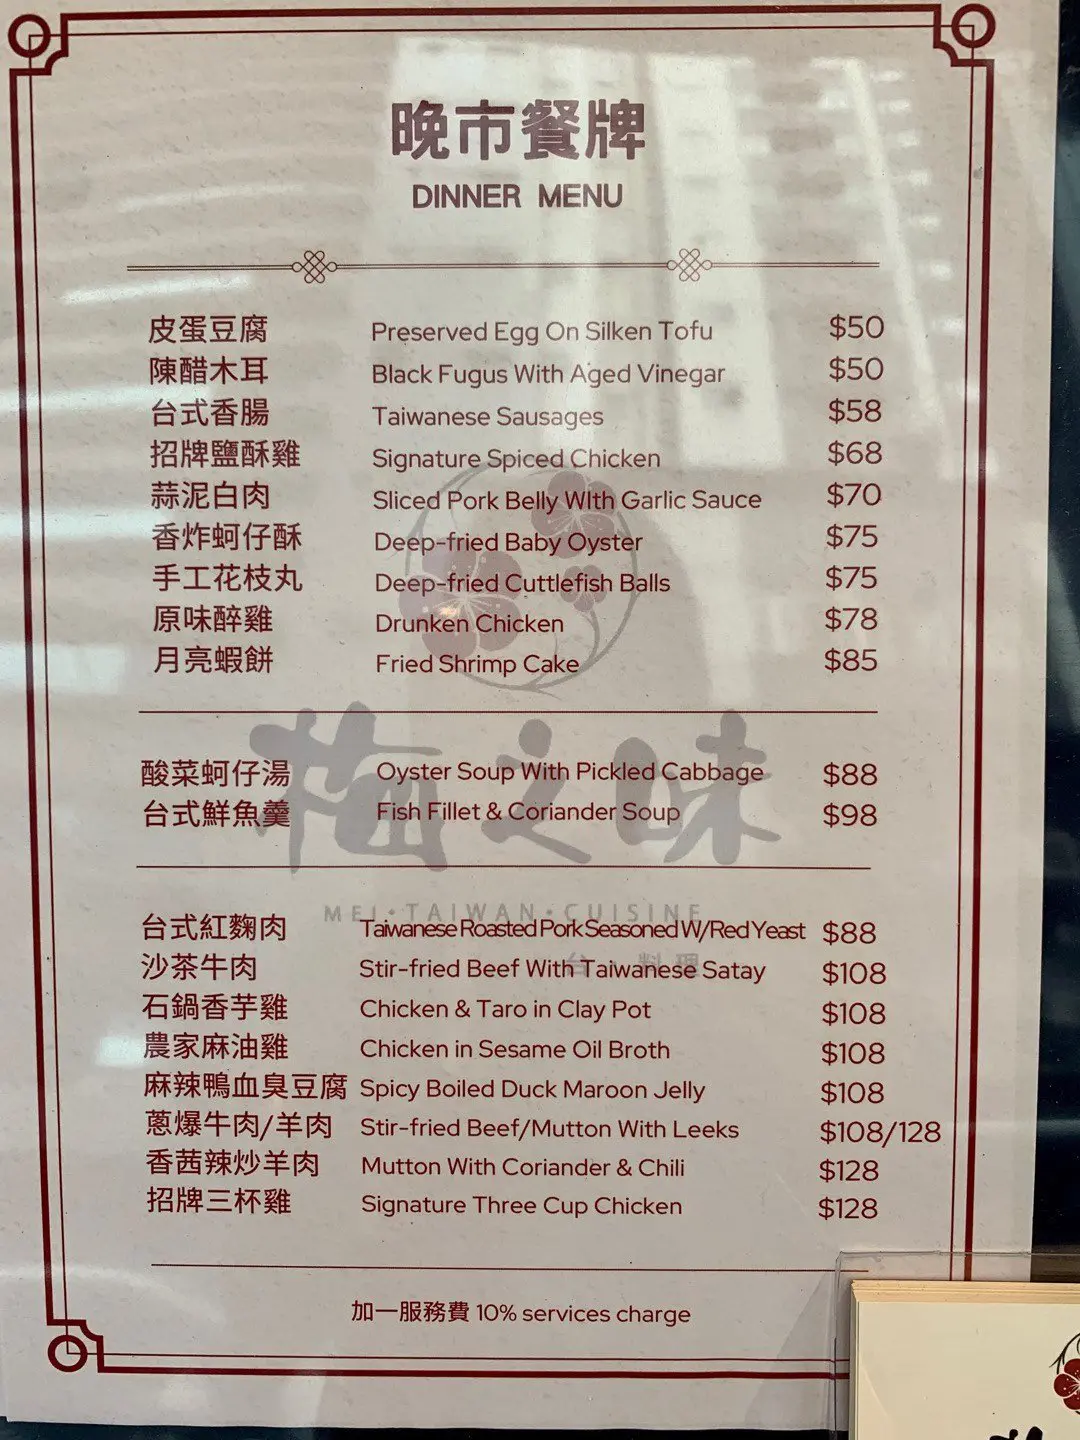 晚市餐牌
DINNER MENU
皮蛋豆腐 Preserved Egg On Silken Tofu $50
陳醋木耳 Black Fugus With Aged Vinegar $50
台式香腸 Taiwanese Sausages $58
招牌鹽酥雞 Signature Spiced Chicken $68
蒜泥白肉 Sliced Pork Belly WIth Garlic Sauce $70
香炸蚵仔酥 Deep-fried Baby Oyster $75
手工花枝丸 Deep-fried Cuttlefish Balls $75
原味醉雞 Drunken Chicken $78
月亮蝦餅 Fried Shrimp Cake $85
梅之味
酸菜蚵仔湯 Oyster Soup With Pickled Cabbage $88
台式鮮魚羹 Fish Fillet & Coriander Soup $98
MEI·TAIWAN·CUISINE
台式紅麴肉 Taiwanese Roasted Pork Seasoned W/Red Yeast $88
台·料理
沙茶牛肉 Stir-fried Beef With Taiwanese Satay $108
石鍋香芋雞 Chicken & Taro in Clay Pot $108
農家麻油雞 Chicken in Sesame Oil Broth $108
麻辣鴨血臭豆腐 Spicy Boiled Duck Maroon Jelly $108
蔥爆牛肉/羊肉 Stir-fried Beef/Mutton With Leeks $108/128
香茜辣炒羊肉 Mutton With Coriander & Chili $128
招牌三杯雞 Signature Three Cup Chicken $128
加一服務費 10% services charge